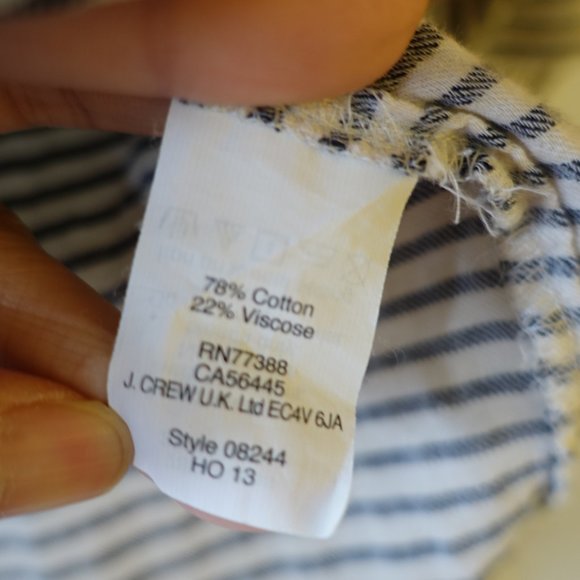 78% Cotton
22% Viscose
RN77388
CA56445
J. CREW U.K. Ltd EC4V 6JA
Style 08244
HO 13